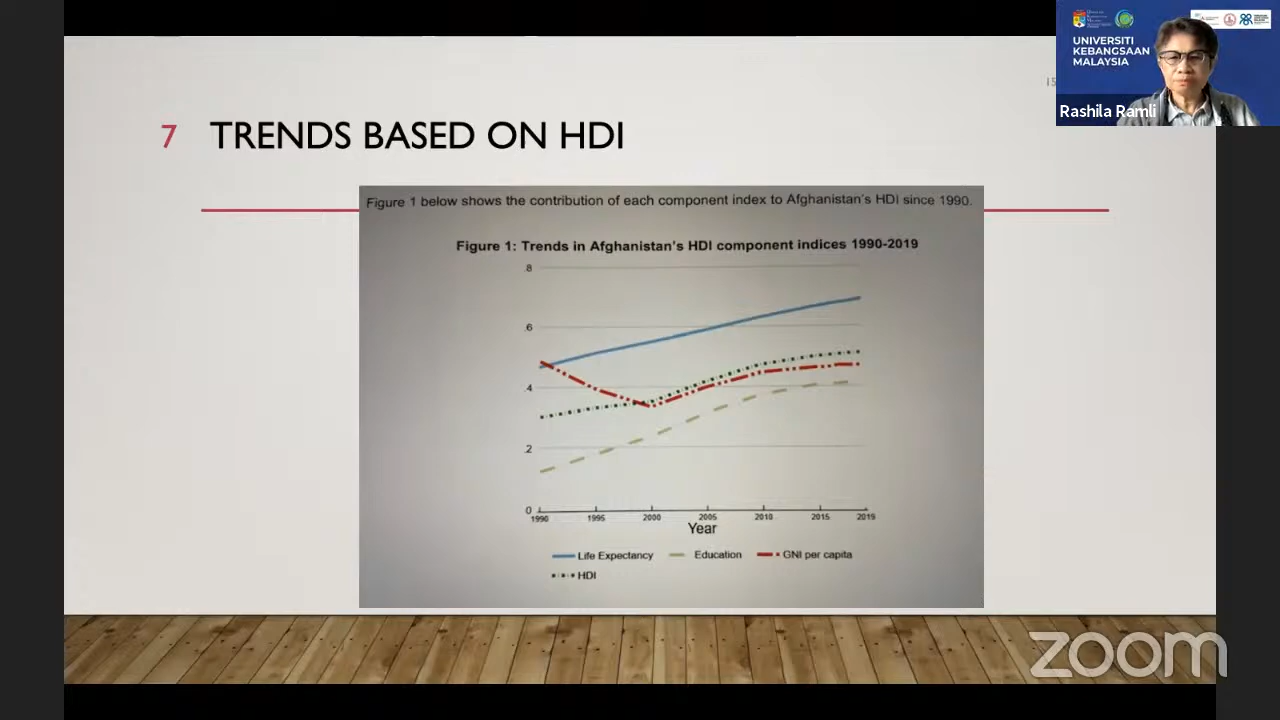 UNIVERSITI
KEBANGSAAN
MALAYSIA
Rashila Ramli
15
7 TRENDS BASED ON HDI
Figure 1 below shows the contribution of each component index to Afghanistan's HDI since 1990.
Figure 1: Trends in Afghanistan's HDI component indices 1990-2019
.8
.6
.4
.2
0
1990 1995 2000 2005 2010 2015 2019
Year
Life Expectancy Education GNI per capita
HDI
zoom